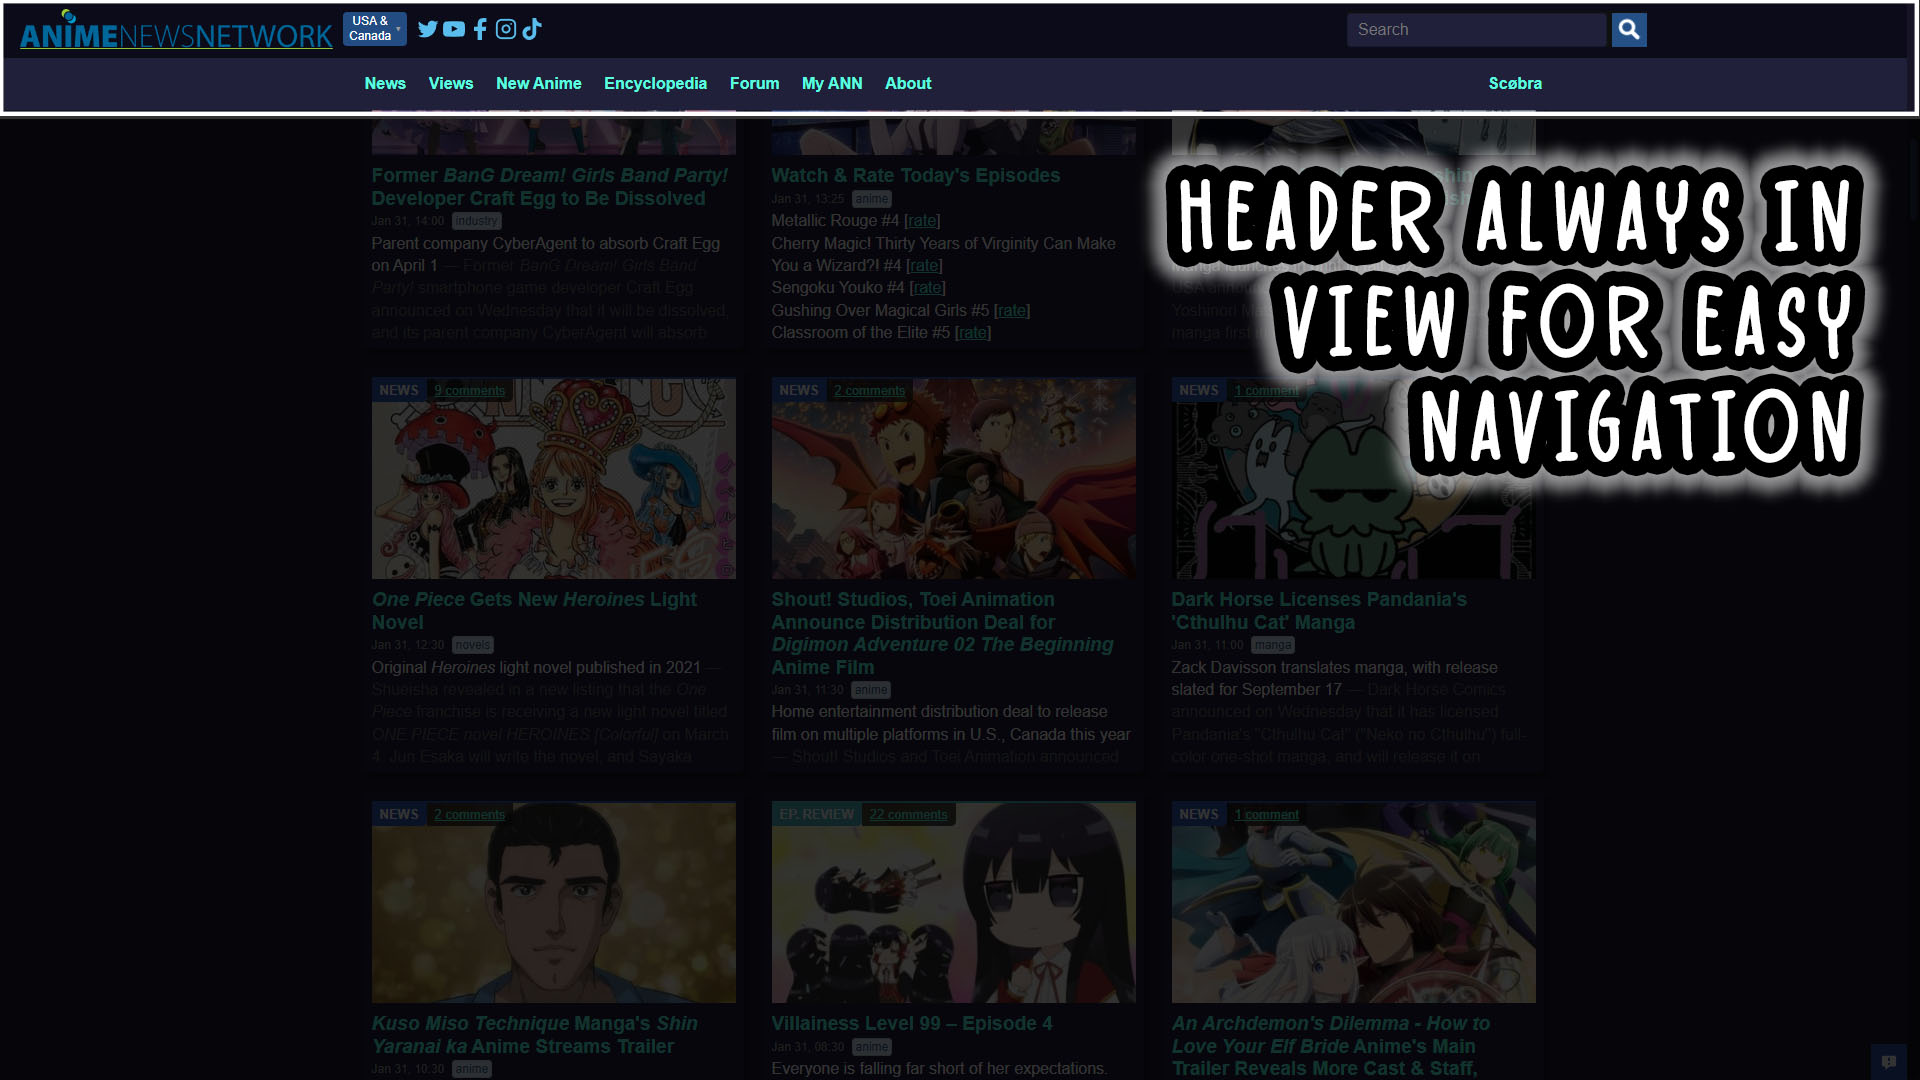 ANIMENEWSNETWORK
USA &
Canada
Search
News Views New Anime Encyclopedia Forum My ANN About Scøbra
HEADER ALWAYS IN
VIEW FOR EASY
NAVIGATION
Former BanG Dream! Girls Band Party!
Developer Craft Egg to Be Dissolved
Jan 31, 14:00 industry
Parent company CyberAgent to absorb Craft Egg
on April 1 — Former BanG Dream! Girls Band
Party! smartphone game developer Craft Egg
announced on Wednesday that it will be dissolved,
and its parent company CyberAgent will absorb
Watch & Rate Today's Episodes
Jan 31, 13:25 anime
Metallic Rouge #4 [rate]
Cherry Magic! Thirty Years of Virginity Can Make
You a Wizard?! #4 [rate]
Sengoku Youko #4 [rate]
Gushing Over Magical Girls #5 [rate]
Classroom of the Elite #5 [rate]
NEWS 9 comments
One Piece Gets New Heroines Light
Novel
Jan 31, 12:30 novels
Original Heroines light novel published in 2021 —
Shueisha revealed in a new listing that the One
Piece franchise is receiving a new light novel titled
ONE PIECE novel HEROINES [Colorful] on March
4. Jun Esaka will write the novel, and Sayaka
NEWS 2 comments
Shout! Studios, Toei Animation
Announce Distribution Deal for
Digimon Adventure 02 The Beginning
Anime Film
Jan 31, 11:30 anime
Home entertainment distribution deal to release
film on multiple platforms in U.S., Canada this year
— Shout! Studios and Toei Animation announced
NEWS 1 comment
Dark Horse Licenses Pandania's
'Cthulhu Cat' Manga
Jan 31, 11:00 manga
Zack Davisson translates manga, with release
slated for September 17 — Dark Horse Comics
announced on Wednesday that it has licensed
Pandania's "Cthulhu Cat" ("Neko no Cthulhu") full-
color one-shot manga, and will release it on
NEWS 2 comments
Kuso Miso Technique Manga's Shin
Yaranai ka Anime Streams Trailer
Jan 31, 10:30 anime
EP. REVIEW 22 comments
Villainess Level 99 – Episode 4
Jan 31, 08:30 anime
Everyone is falling far short of her expectations.
NEWS 1 comment
An Archdemon's Dilemma - How to
Love Your Elf Bride Anime's Main
Trailer Reveals More Cast & Staff,